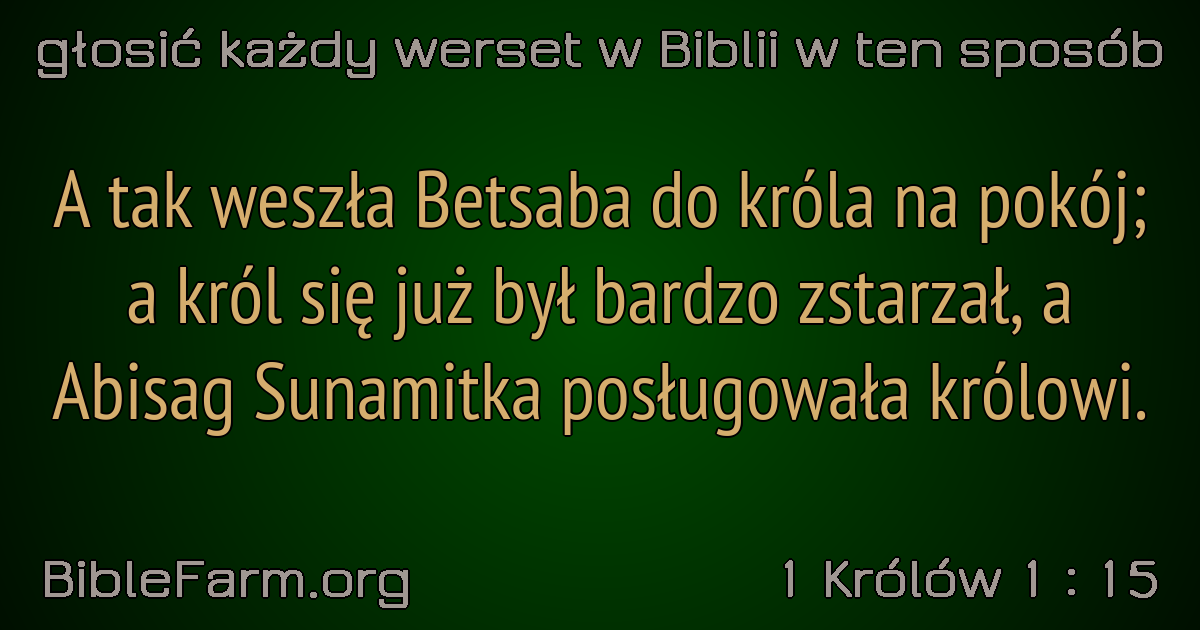 głosić każdy werset w Biblii w ten sposób
A tak weszła Betsaba do króla na pokój;
a król się już był bardzo zstarzał, a
Abisag Sunamitka posługowała królowi.
BibleFarm.org
1 Królów 1 : 15